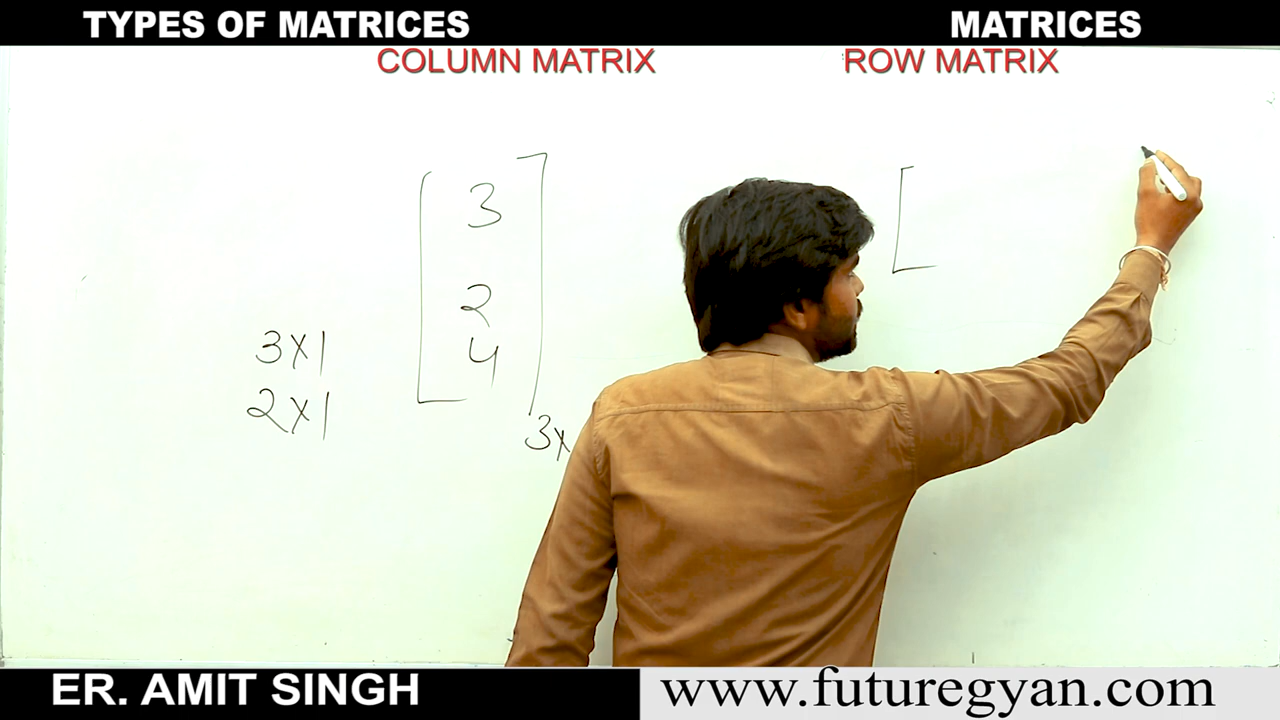 TYPES OF MATRICES
MATRICES
COLUMN MATRIX
ROW MATRIX
3
2
4
3x1
2x1
3x
ER. AMIT SINGH
www.futuregyan.com